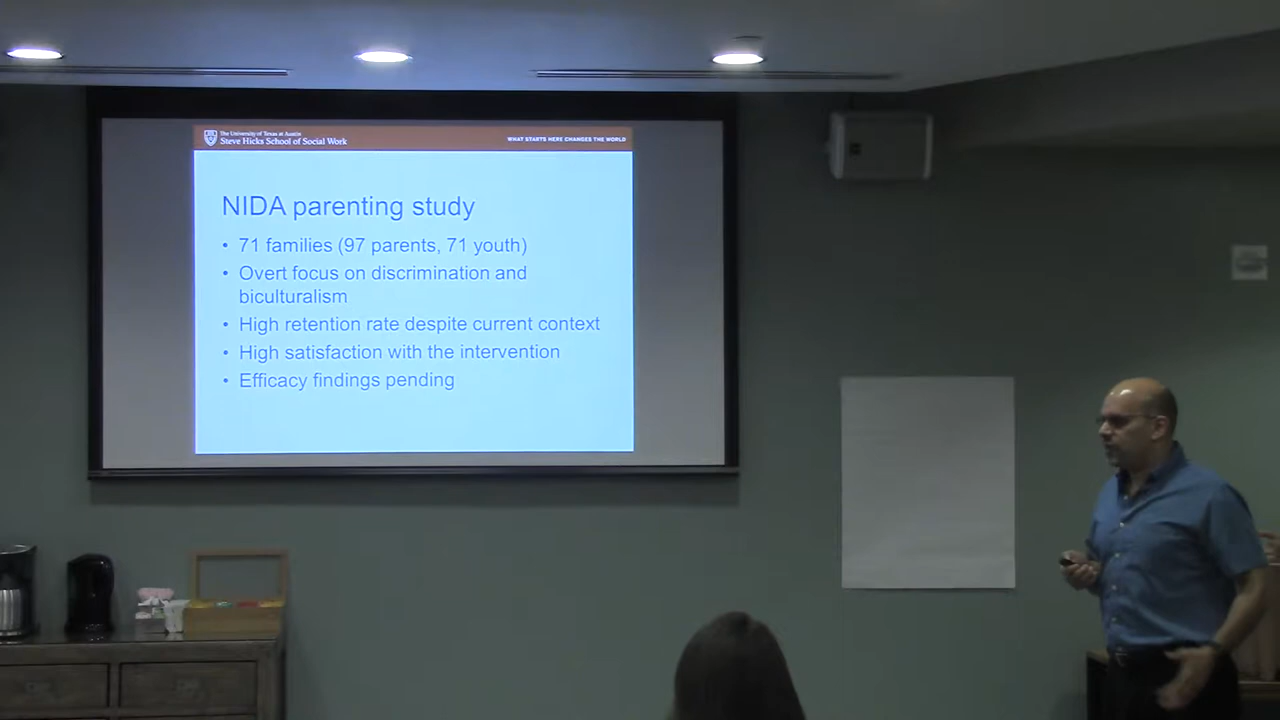 The University of Texas at Austin
Steve Hicks School of Social Work
WHAT STARTS HERE CHANGES THE WORLD
NIDA parenting study
• 71 families (97 parents, 71 youth)
• Overt focus on discrimination and
biculturalism
• High retention rate despite current context
• High satisfaction with the intervention
• Efficacy findings pending